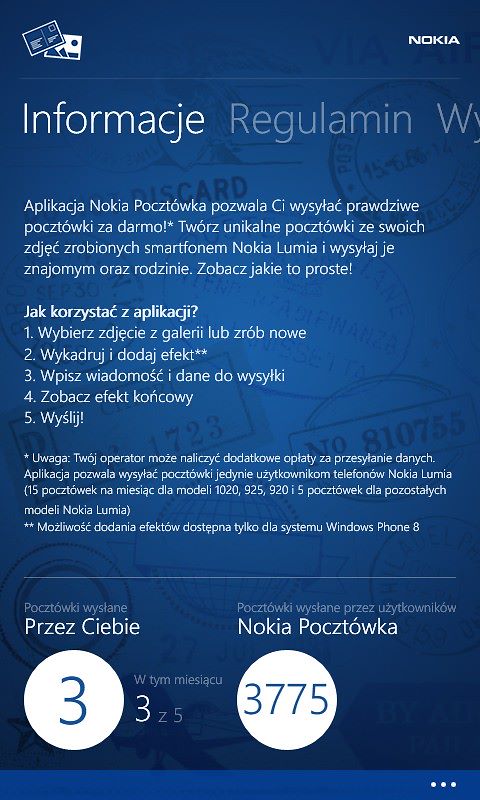 NOKIA
Informacje Regulamin Wy
Aplikacja Nokia Pocztówka pozwala Ci wysyłać prawdziwe
pocztówki za darmo!* Twórz unikalne pocztówki ze swoich
zdjęć zrobionych smartfonem Nokia Lumia i wysyłaj je
znajomym oraz rodzinie. Zobacz jakie to proste!
Jak korzystać z aplikacji?
1. Wybierz zdjęcie z galerii lub zrób nowe
2. Wykadruj i dodaj efekt**
3. Wpisz wiadomość i dane do wysyłki
4. Zobacz efekt końcowy
5. Wyślij!
* Uwaga: Twój operator może naliczyć dodatkowe opłaty za przesyłanie danych.
Aplikacja pozwala wysyłać pocztówki jedynie użytkownikom telefonów Nokia Lumia
(15 pocztówek na miesiąc dla modeli 1020, 925, 920 i 5 pocztówek dla pozostałych
modeli Nokia Lumia)
** Możliwość dodania efektów dostępna tylko dla systemu Windows Phone 8
Pocztówki wysłane
Przez Ciebie
3
W tym miesiącu
3 z 5
Pocztówki wysłane przez użytkowników
Nokia Pocztówka
3775